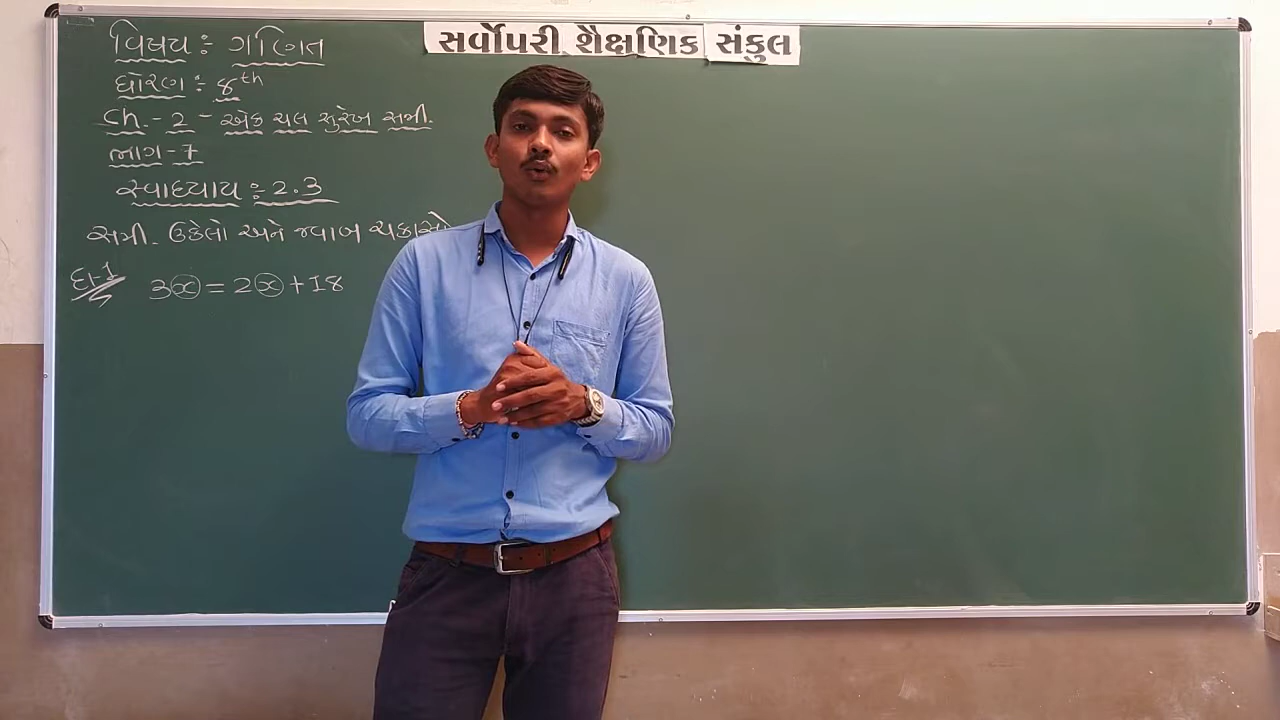 સર્વોપરી શૈક્ષણિક સંકુલ
વિષય : ગણિત
ધોરણ : ૪th
Ch. - 2 - એક ચલ સુરેખ સમી.
ભાગ - 7
સ્વાધ્યાય : 2.3
સમી. ઉકેલો અને જવાબ ચકાસો
દા-1 3x = 2x + 18